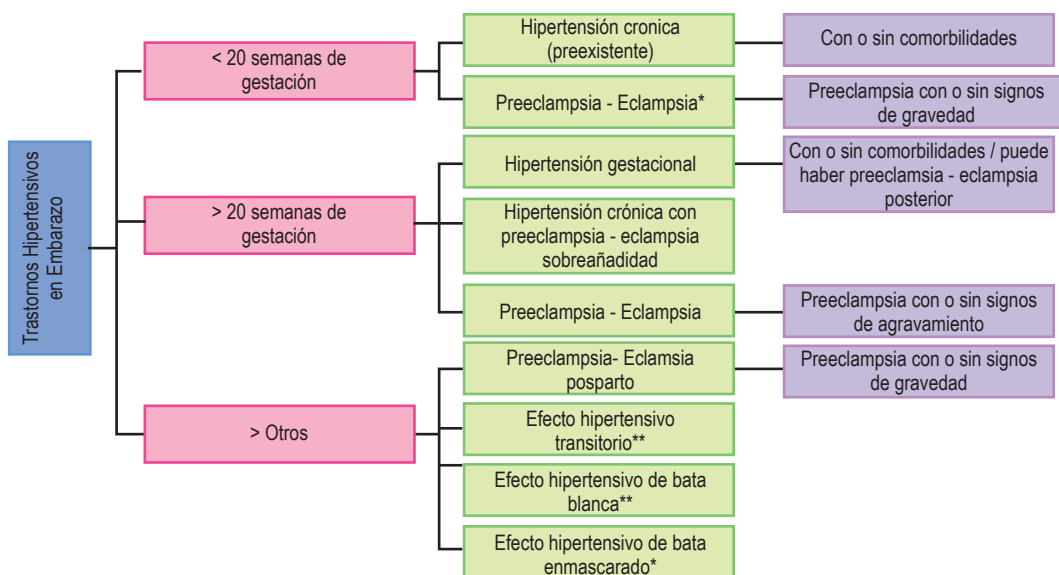 Trastornos Hipertensivos
en Embarazo
< 20 semanas de
gestación
Hipertensión cronica
(preexistente)
Con o sin comorbilidades
Preeclampsia - Eclampsia*
Preeclampsia con o sin signos
de gravedad
> 20 semanas de
gestación
Hipertensión gestacional
Con o sin comorbilidades / puede
haber preeclamsia - eclampsia
posterior
Hipertensión crónica con
preeclampsia - eclampsia
sobreañadidad
Preeclampsia - Eclampsia
Preeclampsia con o sin signos
de agravamiento
> Otros
Preeclampsia- Eclamsia
posparto
Preeclampsia con o sin signos
de gravedad
Efecto hipertensivo
transitorio**
Efecto hipertensivo de bata
blanca**
Efecto hipertensivo de bata
enmascarado*